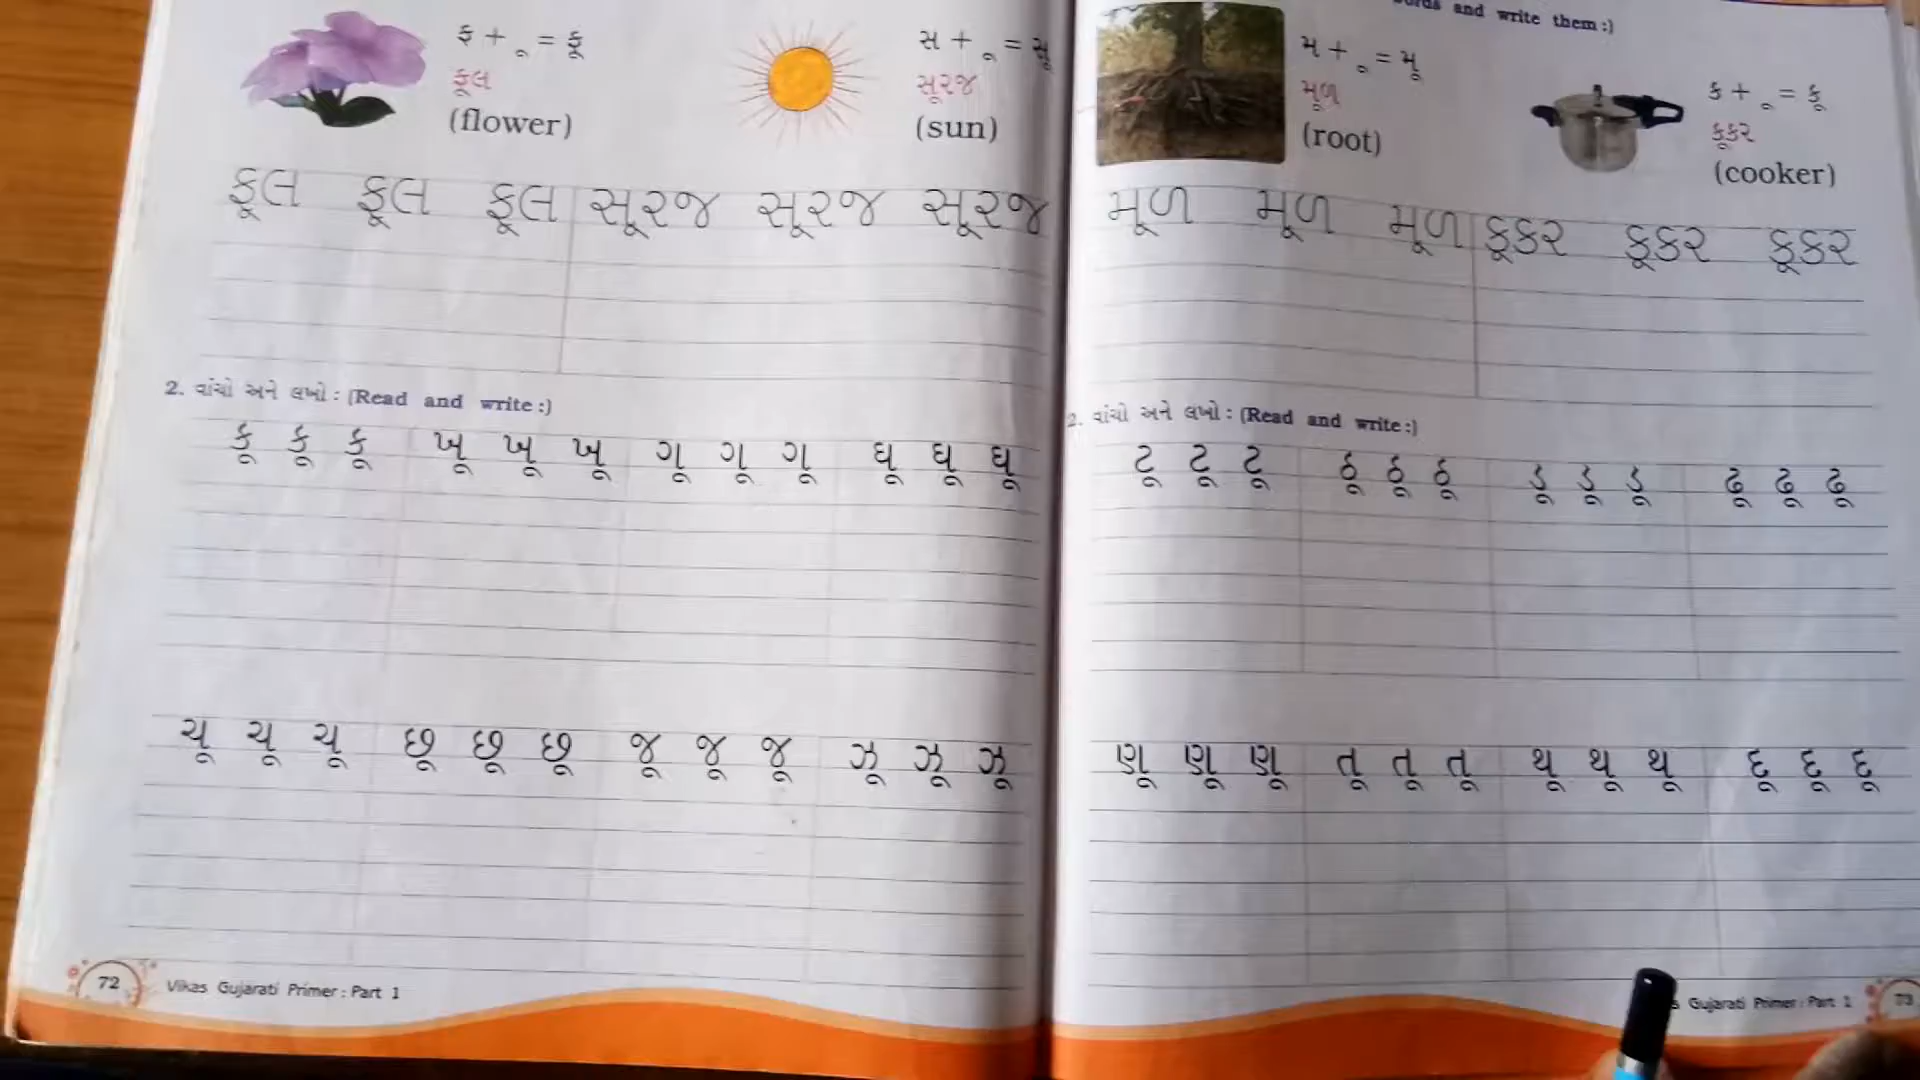 ફ + ૂ = ફૂ
ફૂલ
(flower)
સ + ૂ = સૂ
સૂરજ
(sun)
ફૂલ ફૂલ ફૂલ સૂરજ સૂરજ સૂરજ
2. વાંચો અને લખો : (Read and write :)
કૂ કૂ કૂ ખૂ ખૂ ખૂ ગૂ ગૂ ગૂ ઘૂ ઘૂ ઘૂ
ચૂ ચૂ ચૂ છૂ છૂ છૂ જૂ જૂ જૂ ઝૂ ઝૂ ઝૂ
72 Vikas Gujarati Primer : Part 1
and write them :)
મ + ૂ = મૂ
મૂળ
(root)
ક + ૂ = કૂ
કૂકર
(cooker)
મૂળ મૂળ મૂળ કૂકર કૂકર કૂકર
2. વાંચો અને લખો : (Read and write :)
ટૂ ટૂ ટૂ ઠૂ ઠૂ ઠૂ ડૂ ડૂ ડૂ ઢૂ ઢૂ ઢૂ
ણૂ ણૂ ણૂ તૂ તૂ તૂ થૂ થૂ થૂ દૂ દૂ દૂ
Gujarati Primer : Part 1 73